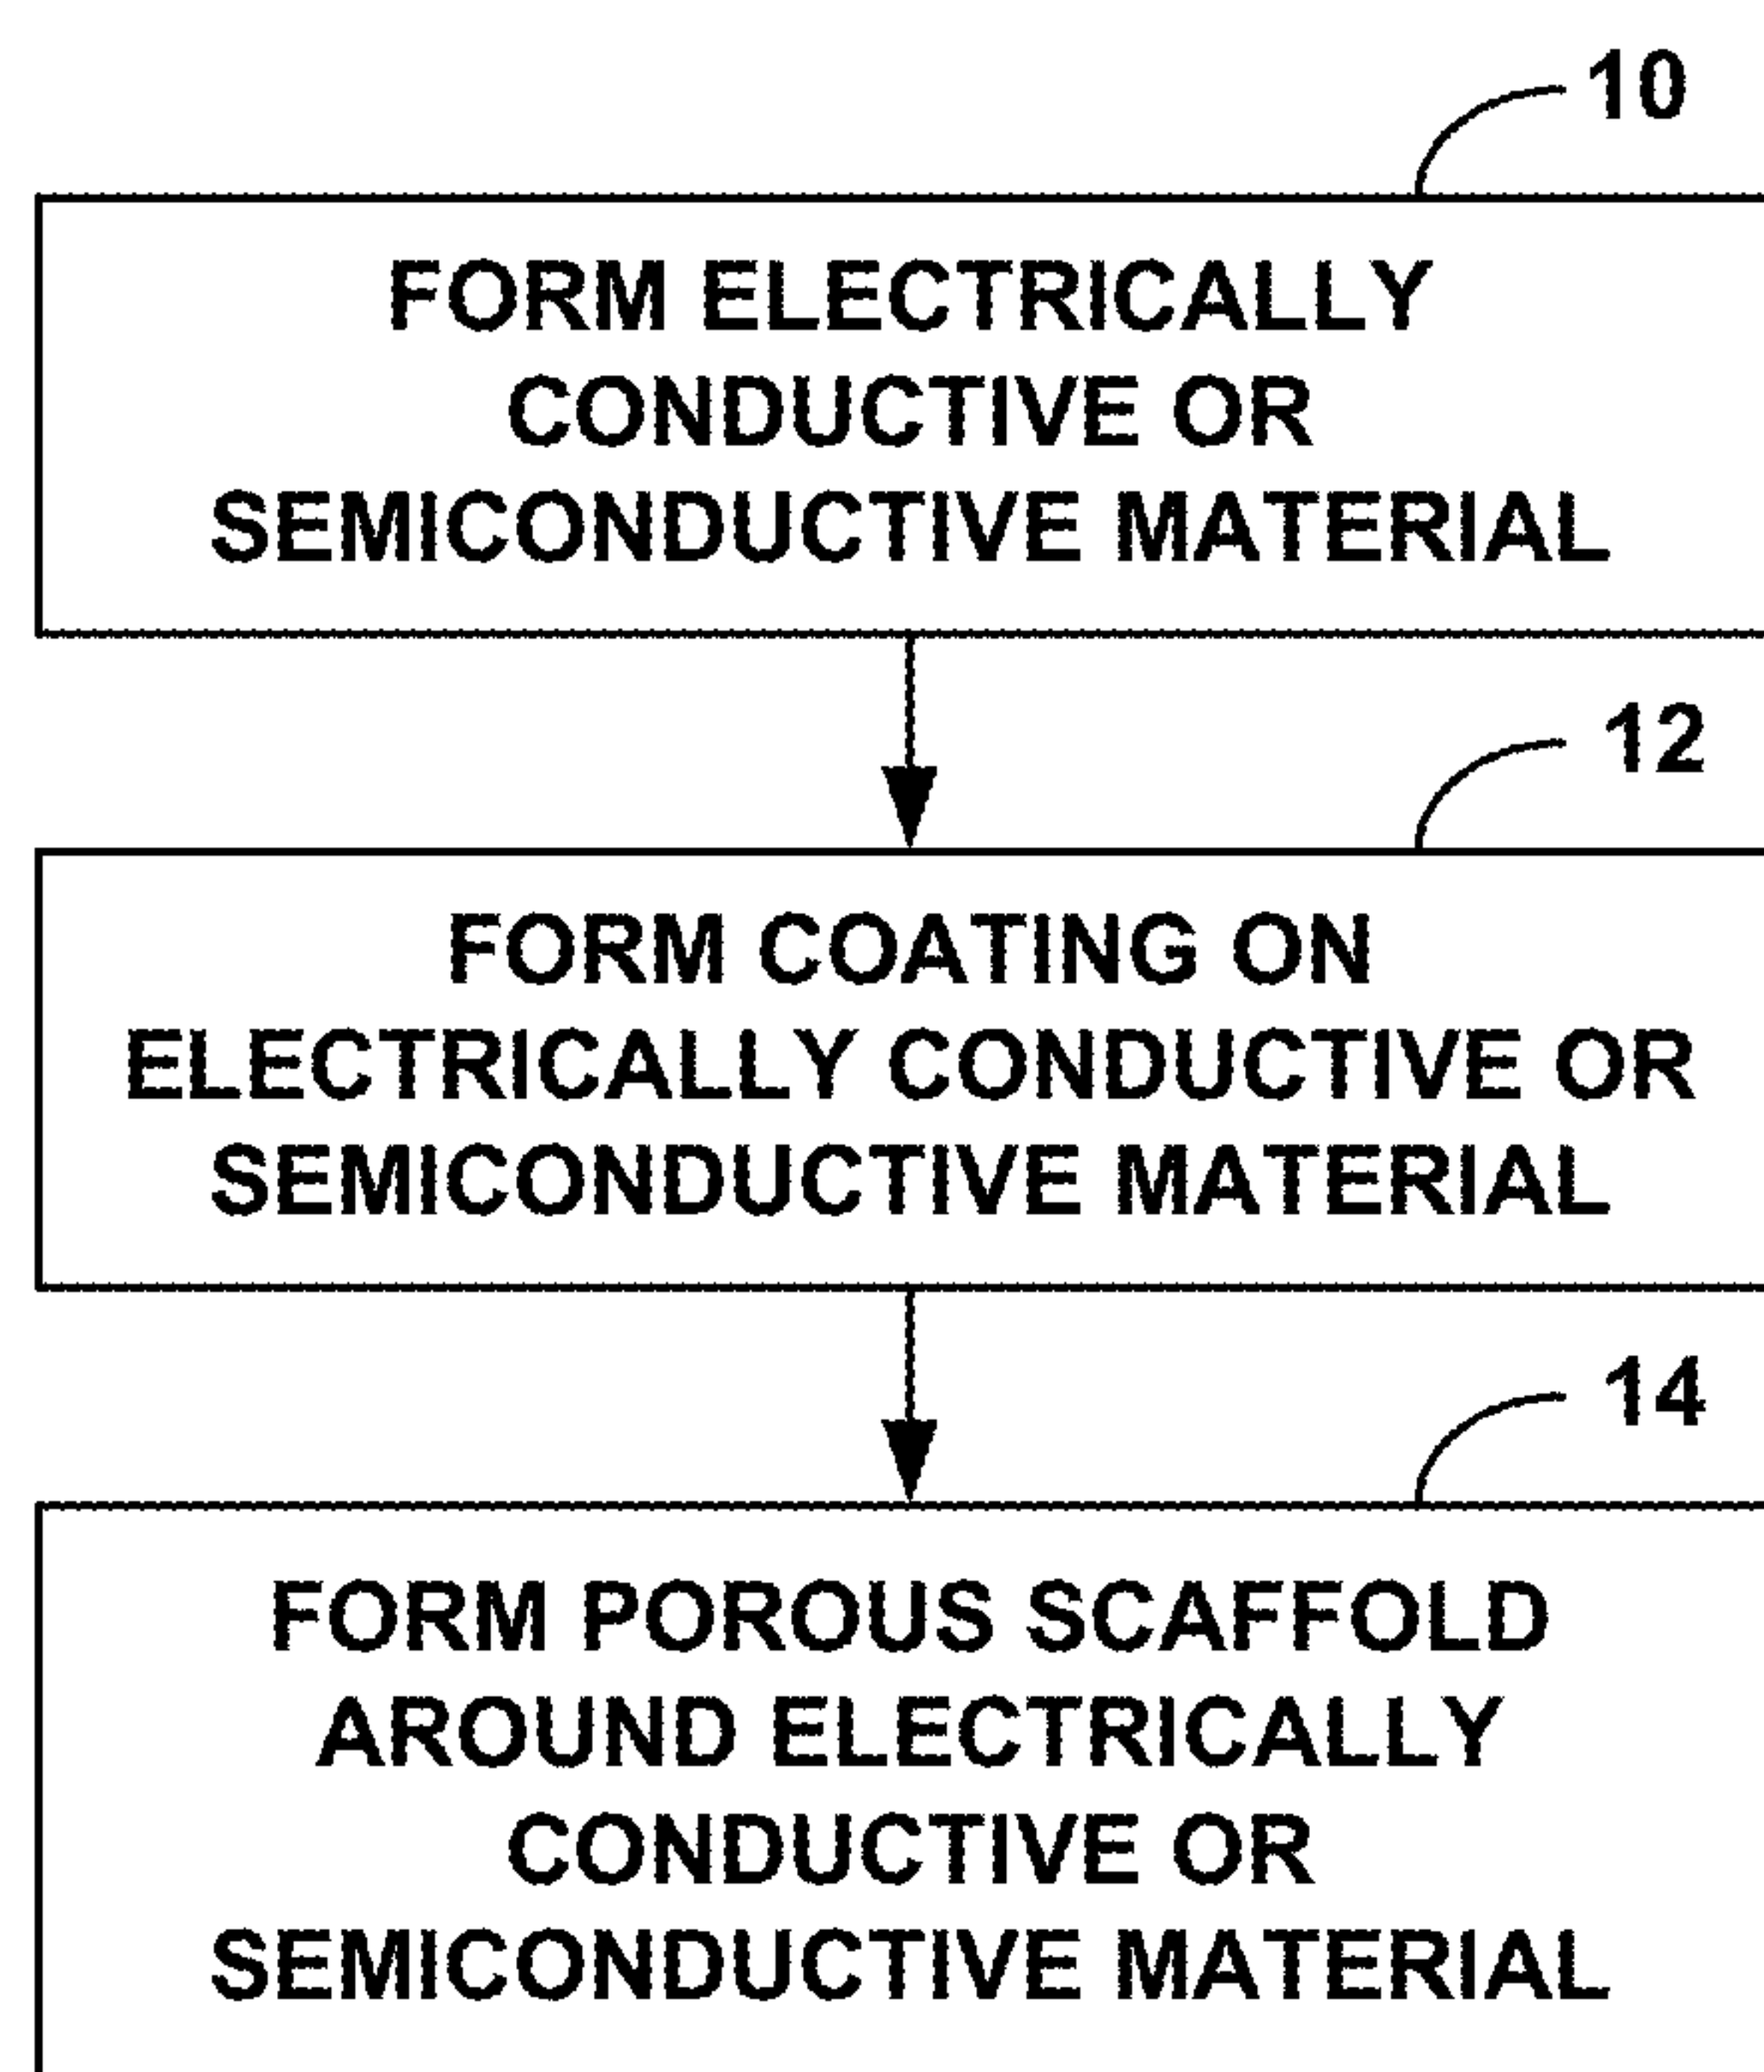 10
FORM ELECTRICALLY
CONDUCTIVE OR
SEMICONDUCTIVE MATERIAL
12
FORM COATING ON
ELECTRICALLY CONDUCTIVE OR
SEMICONDUCTIVE MATERIAL
14
FORM POROUS SCAFFOLD
AROUND ELECTRICALLY
CONDUCTIVE OR
SEMICONDUCTIVE MATERIAL